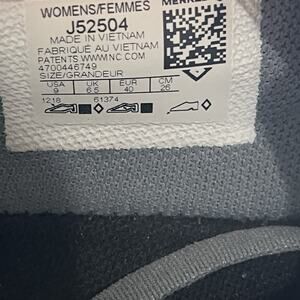 WOMENS/FEMMES
J52504
MADE IN VIETNAM
FABRIQUÉ AU VIETNAM
PATENTS WWW.NC.COM
4700446749
SIZE/GRANDEUR
USA UK EUR CM
9 6.5 40 26
1218 61374